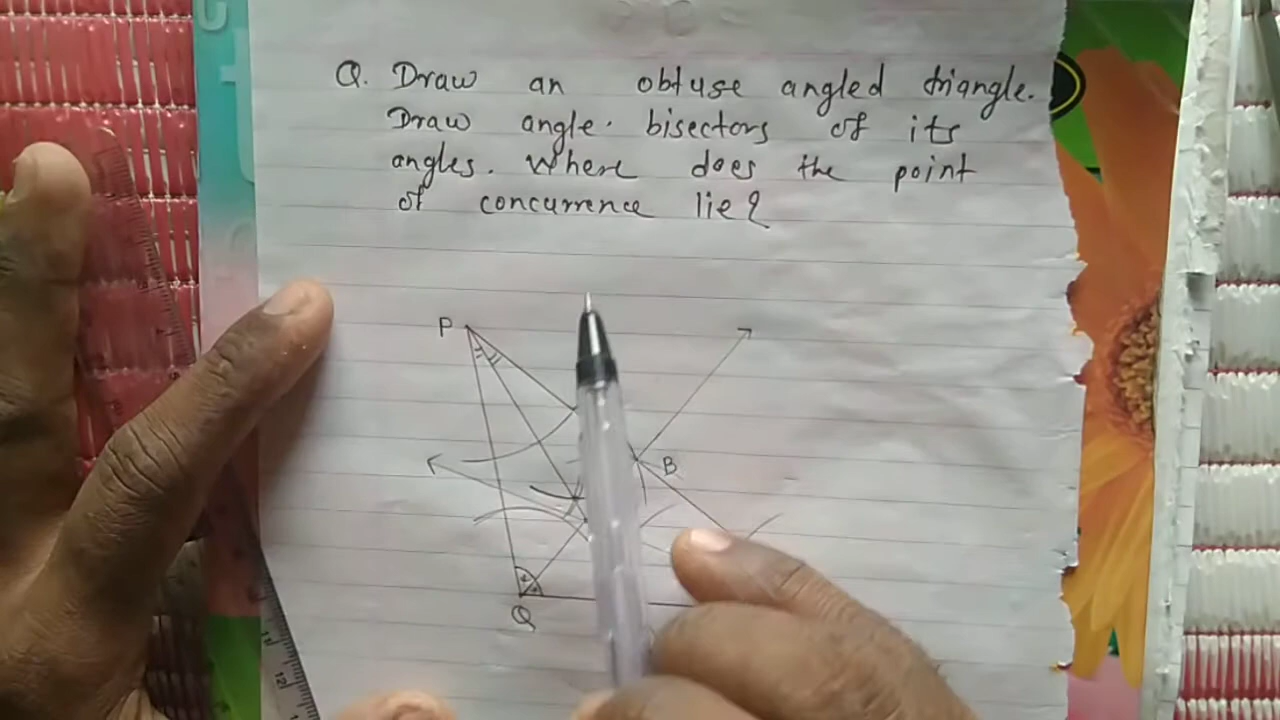 Q. Draw an obtuse angled triangle.
Draw angle bisectors of its
angles. Where does the point
of concurrence lie?
P
B
Q